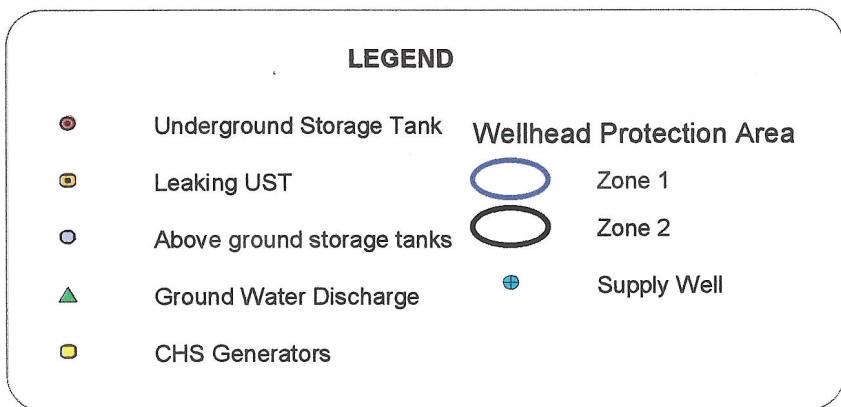 LEGEND
Underground Storage Tank
Leaking UST
Above ground storage tanks
Ground Water Discharge
CHS Generators
Wellhead Protection Area
Zone 1
Zone 2
Supply Well